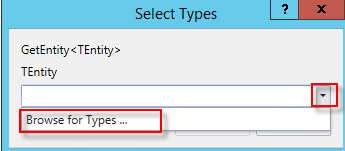 Select Types
?
x
GetEntity<TEntity>
TEntity
Browse for Types ...